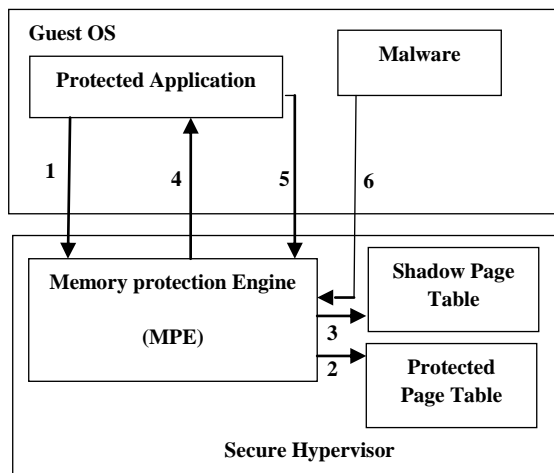 Guest OS
Protected Application
Malware
1
4
5
6
Memory protection Engine
(MPE)
Shadow Page
Table
3
2
Protected
Page Table
Secure Hypervisor